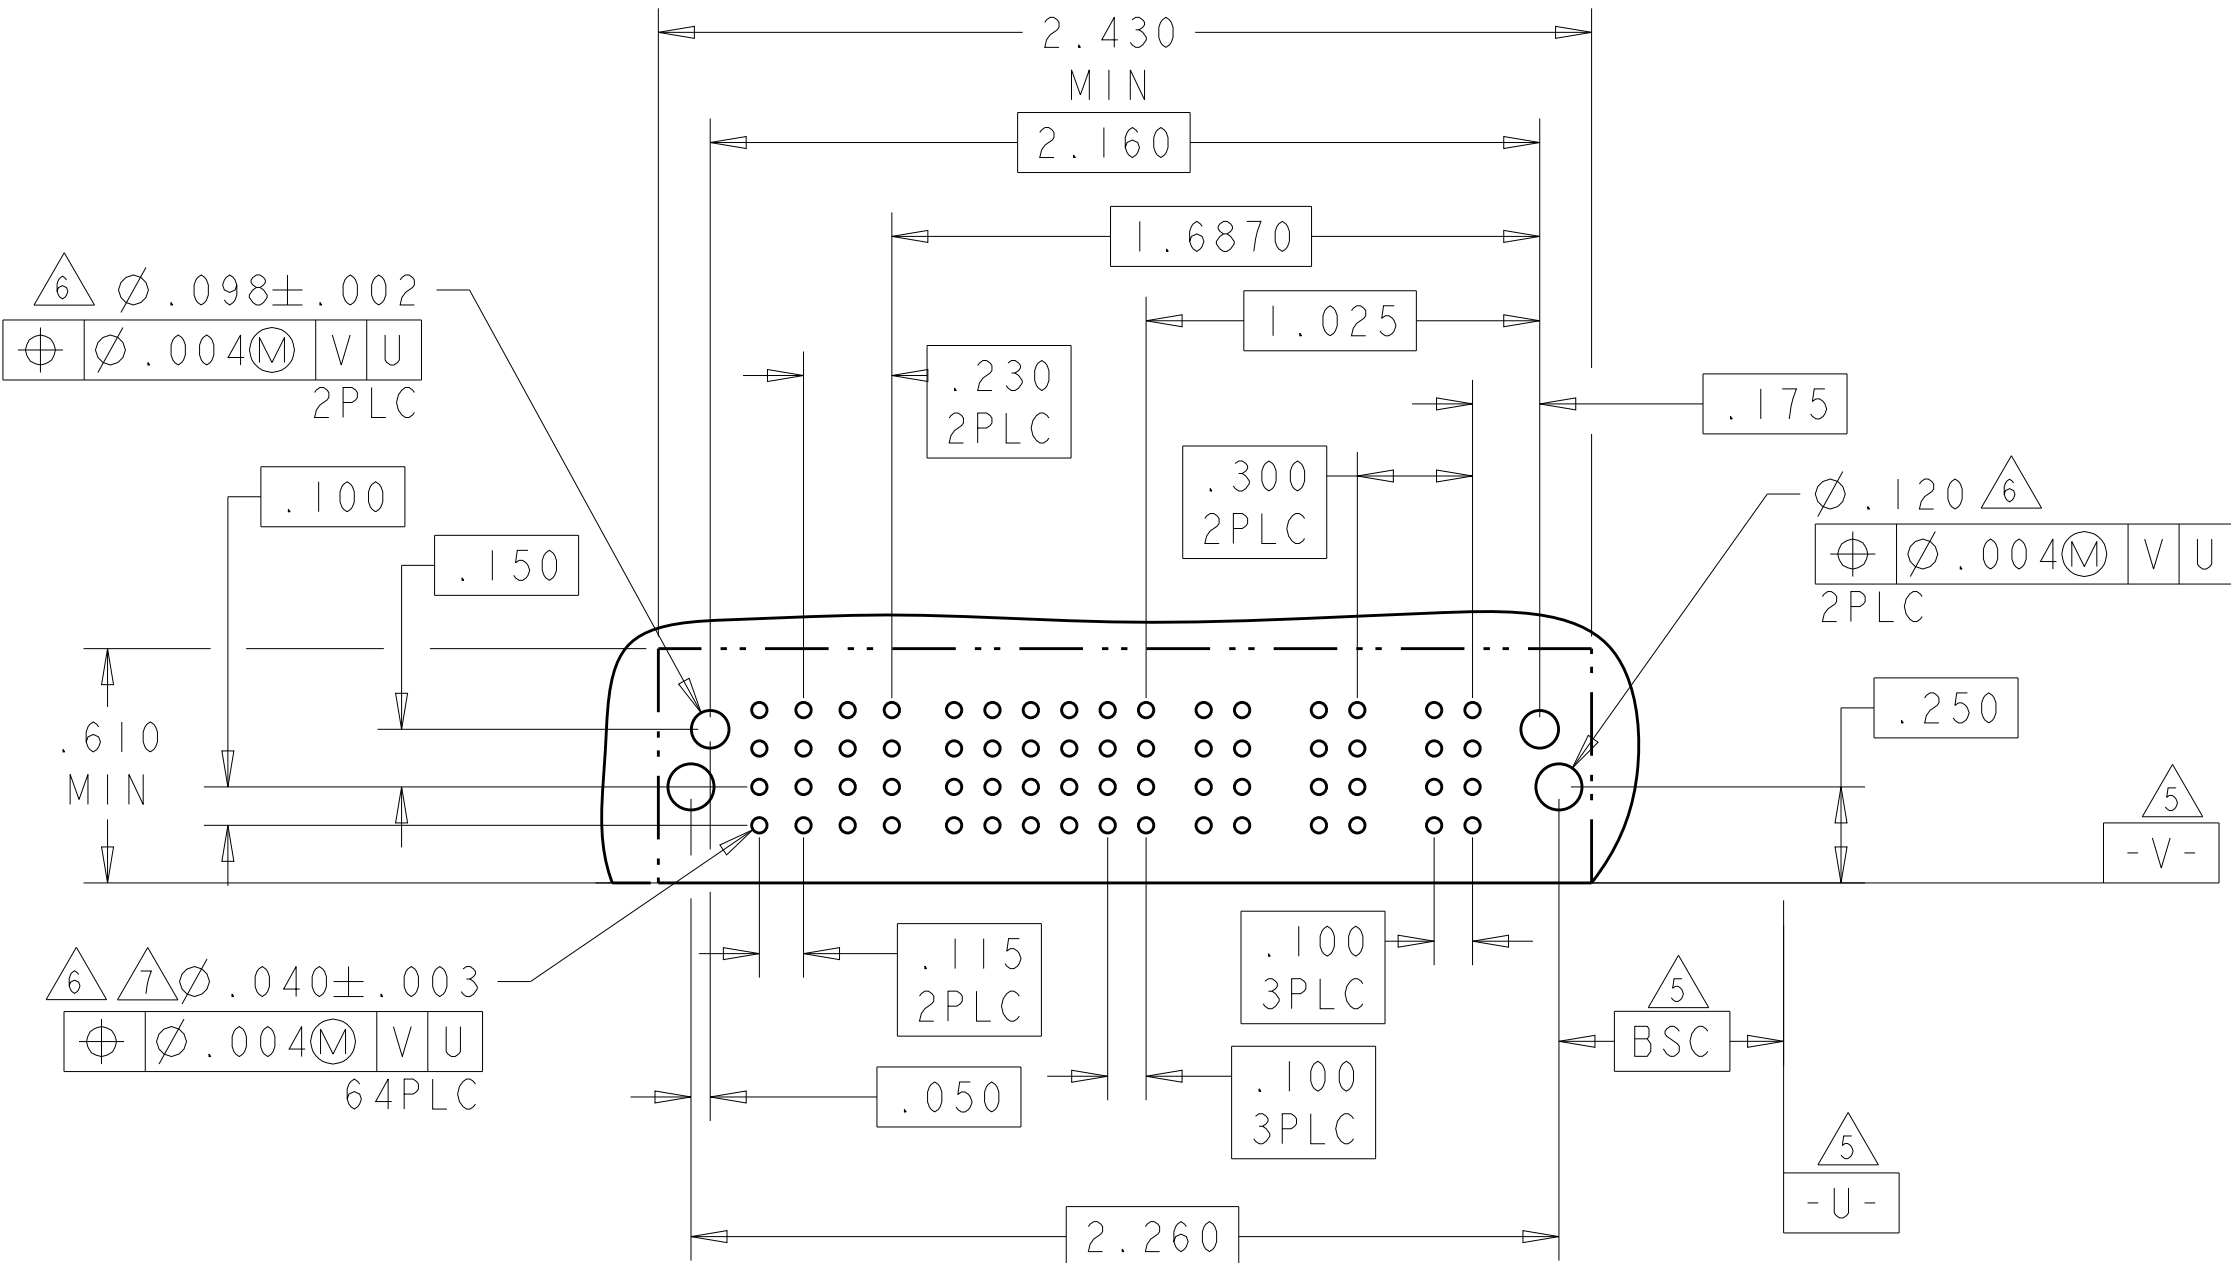 2.430
MIN
2.160
1.6870
6 Ø .098±.002
⌖ Ø .004Ⓜ V U
2PLC
1.025
.230
2PLC
.175
.300
2PLC
.100
Ø .120 6
⌖ Ø .004Ⓜ V U
2PLC
.150
.610
MIN
.250
5
-V-
6 7 Ø .040±.003
⌖ Ø .004Ⓜ V U
64PLC
.115
2PLC
.100
3PLC
5
BSC
.050
.100
3PLC
5
-U-
2.260